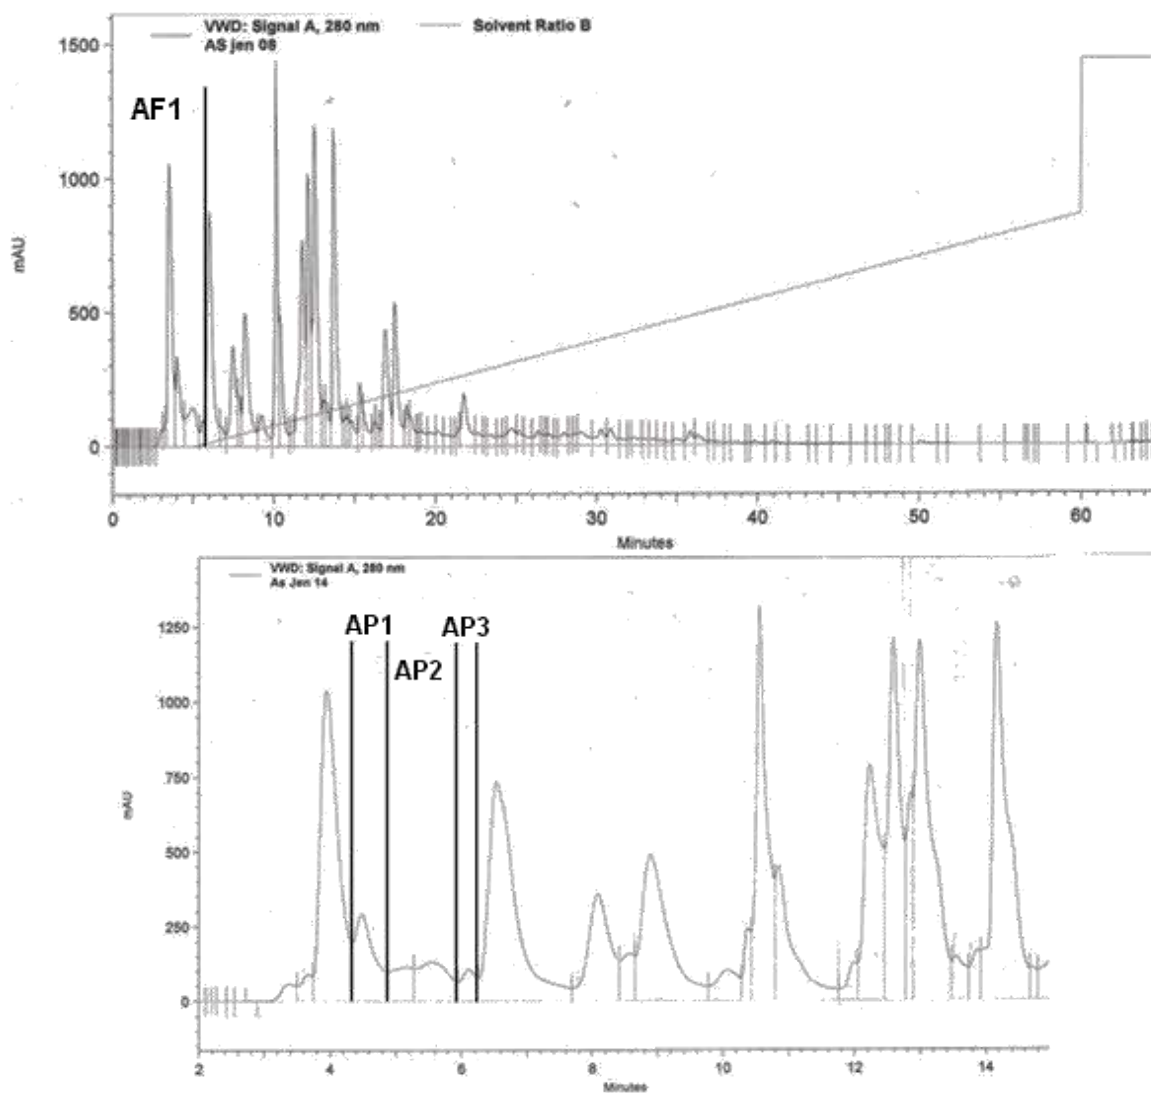 VWD: Signal A, 280 nm
AS jen 08
Solvent Ratio B
1500
AF1
1000
mAU
500
0
0 10 20 30 40 50 60
Minutes
VWD: Signal A, 280 nm
As Jen 14
1250
AP1 AP3
AP2
1000
mAU
750
500
250
0
2 4 6 8 10 12 14
Minutes